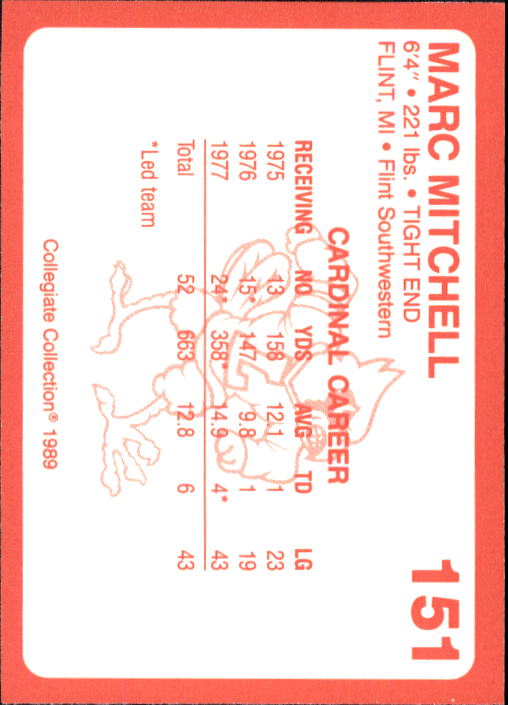 MARC MITCHELL 151
6'4" • 221 lbs. • TIGHT END
FLINT, MI • Flint Southwestern
CARDINAL CAREER
RECEIVING NO YDS AVG TD LG
1975 13 158 12.1 1 23
1976 15* 147 9.8 1 19
1977 24* 358* 14.9 4* 43
Total 52 663 12.8 6 43
*Led team
Collegiate Collection® 1989